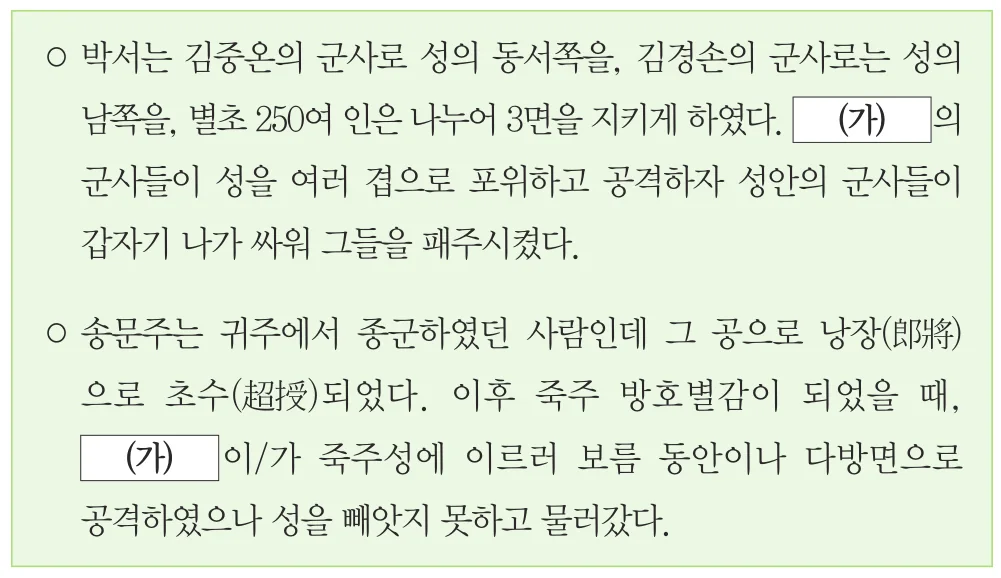 ○ 박서는 김중온의 군사로 성의 동서쪽을, 김경손의 군사로는 성의
남쪽을, 별초 250여 인은 나누어 3면을 지키게 하였다. (가) 의
군사들이 성을 여러 겹으로 포위하고 공격하자 성안의 군사들이
갑자기 나가 싸워 그들을 패주시켰다.
○ 송문주는 귀주에서 종군하였던 사람인데 그 공으로 낭장(郎將)
으로 초수(超授)되었다. 이후 죽주 방호별감이 되었을 때,
(가) 이/가 죽주성에 이르러 보름 동안이나 다방면으로
공격하였으나 성을 빼앗지 못하고 물러갔다.